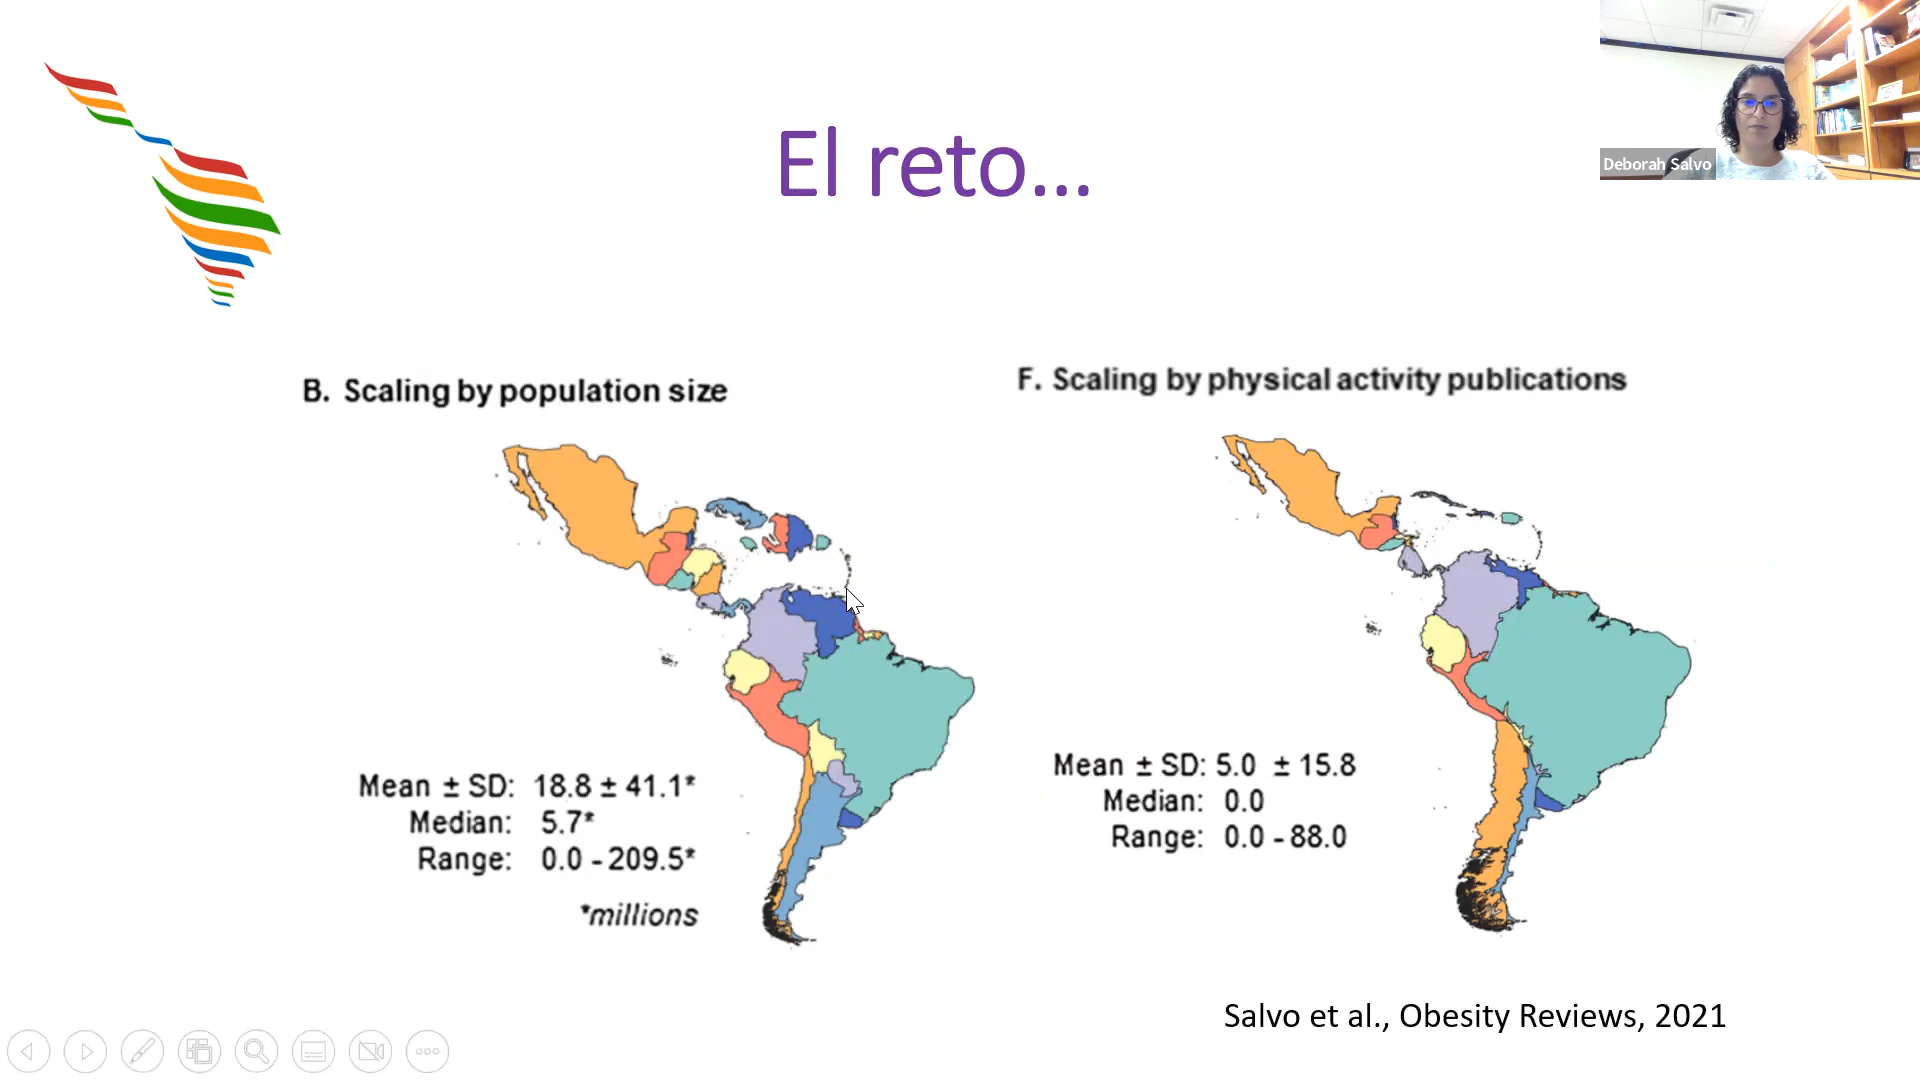 Deborah Salvo
El reto...
B. Scaling by population size
Mean ± SD: 18.8 ± 41.1*
Median: 5.7*
Range: 0.0 - 209.5*
*millions
F. Scaling by physical activity publications
Mean ± SD: 5.0 ± 15.8
Median: 0.0
Range: 0.0 - 88.0
Salvo et al., Obesity Reviews, 2021